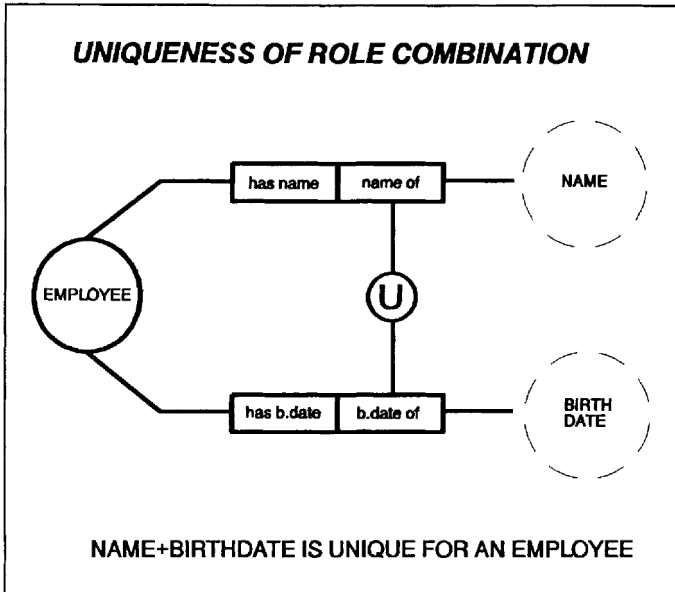 UNIQUENESS OF ROLE COMBINATION
has name name of
NAME
EMPLOYEE
U
has b.date b.date of
BIRTH
DATE
NAME+BIRTHDATE IS UNIQUE FOR AN EMPLOYEE